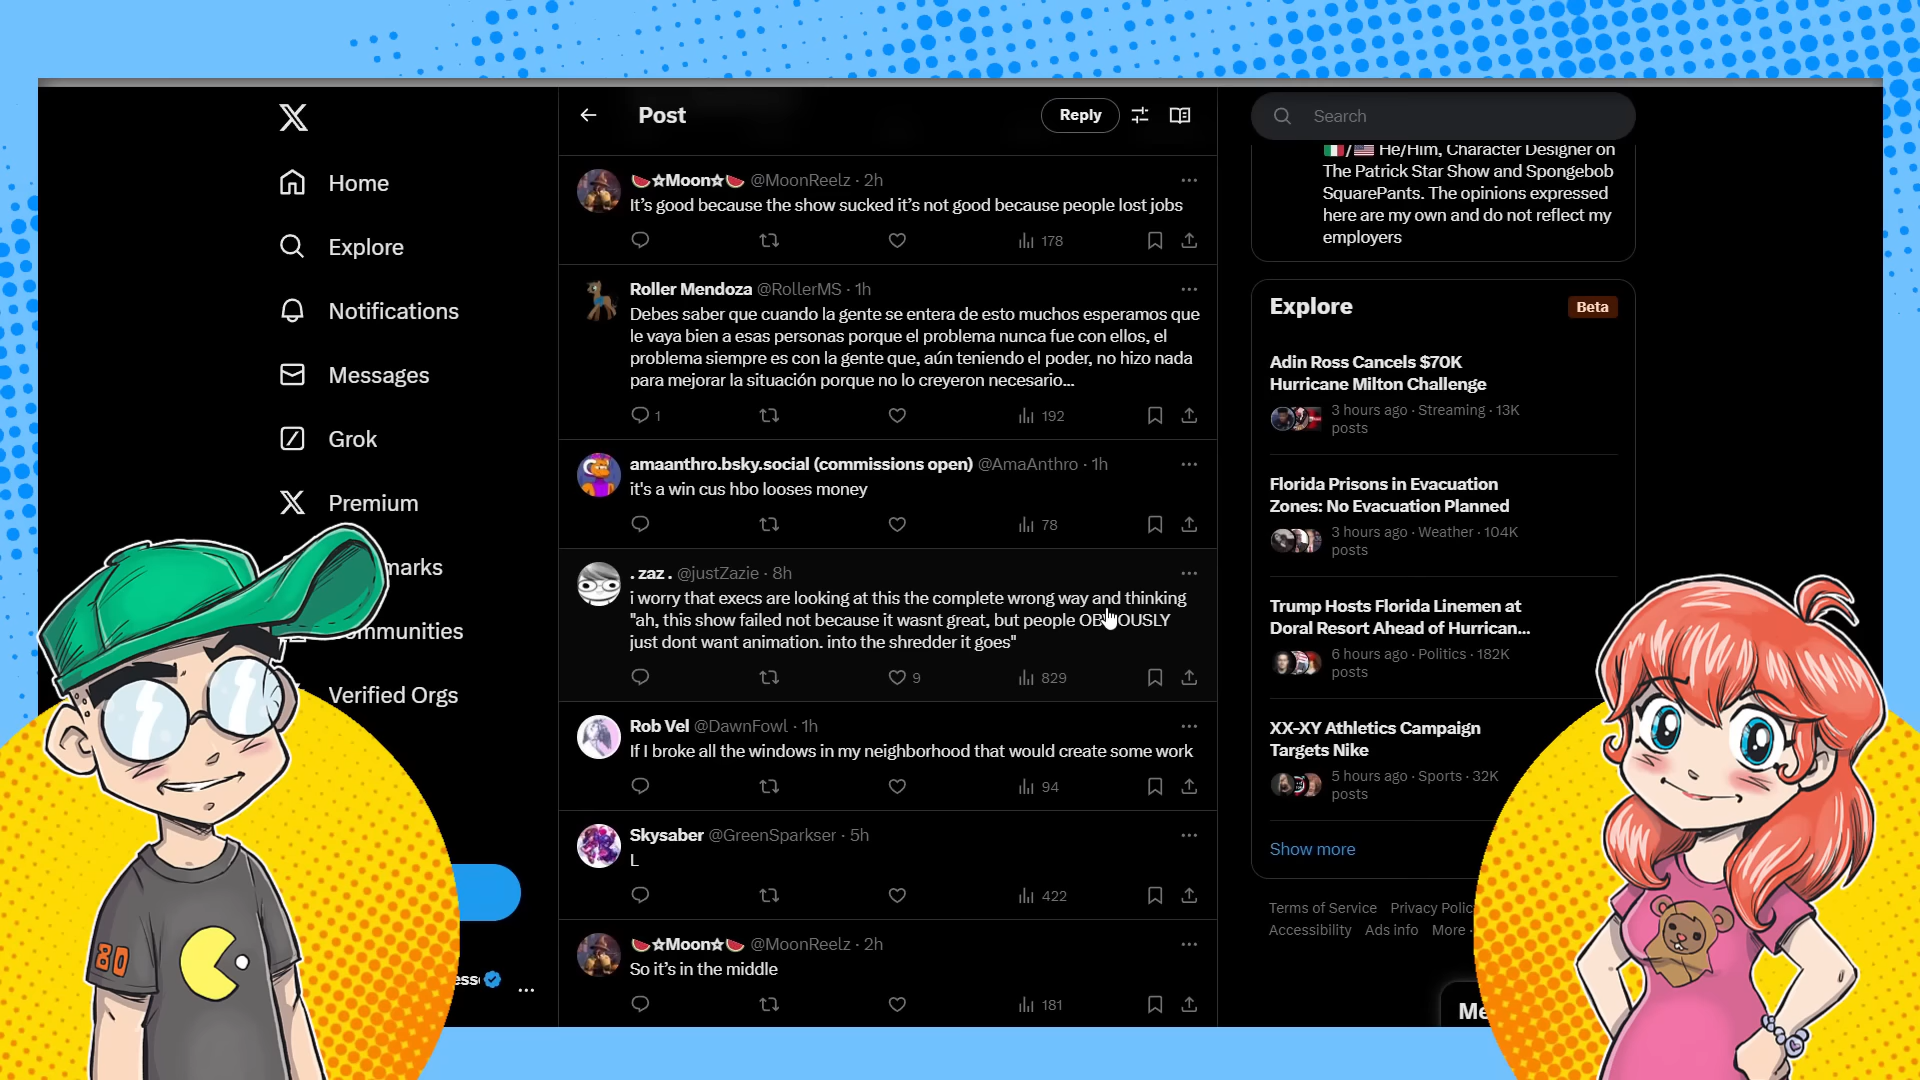 Home
Explore
Notifications
Messages
Grok
Premium
marks
ommunities
Verified Orgs
80
ess
Post
Reply
🍉☆Moon☆🍉 @MoonReelz · 2h
It’s good because the show sucked it’s not good because people lost jobs
178
Roller Mendoza @RollerMS · 1h
Debes saber que cuando la gente se entera de esto muchos esperamos que
le vaya bien a esas personas porque el problema nunca fue con ellos, el
problema siempre es con la gente que, aún teniendo el poder, no hizo nada
para mejorar la situación porque no lo creyeron necesario...
1 192
amaanthro.bsky.social (commissions open) @AmaAnthro · 1h
it's a win cus hbo looses money
78
. zaz . @justZazie · 8h
i worry that execs are looking at this the complete wrong way and thinking
"ah, this show failed not because it wasnt great, but people OBVIOUSLY
just dont want animation. into the shredder it goes"
9 829
Rob Vel @DawnFowl · 1h
If I broke all the windows in my neighborhood that would create some work
94
Skysaber @GreenSparkser · 5h
L
422
🍉☆Moon☆🍉 @MoonReelz · 2h
So it’s in the middle
181
Search
🇮🇹/🇺🇸 He/Him, Character Designer on
The Patrick Star Show and Spongebob
SquarePants. The opinions expressed
here are my own and do not reflect my
employers
Explore
Beta
Adin Ross Cancels $70K
Hurricane Milton Challenge
3 hours ago · Streaming · 13K
posts
Florida Prisons in Evacuation
Zones: No Evacuation Planned
3 hours ago · Weather · 104K
posts
Trump Hosts Florida Linemen at
Doral Resort Ahead of Hurrican...
6 hours ago · Politics · 182K
posts
XX-XY Athletics Campaign
Targets Nike
5 hours ago · Sports · 32K
posts
Show more
Terms of Service Privacy Polic
Accessibility Ads info More ·
Me